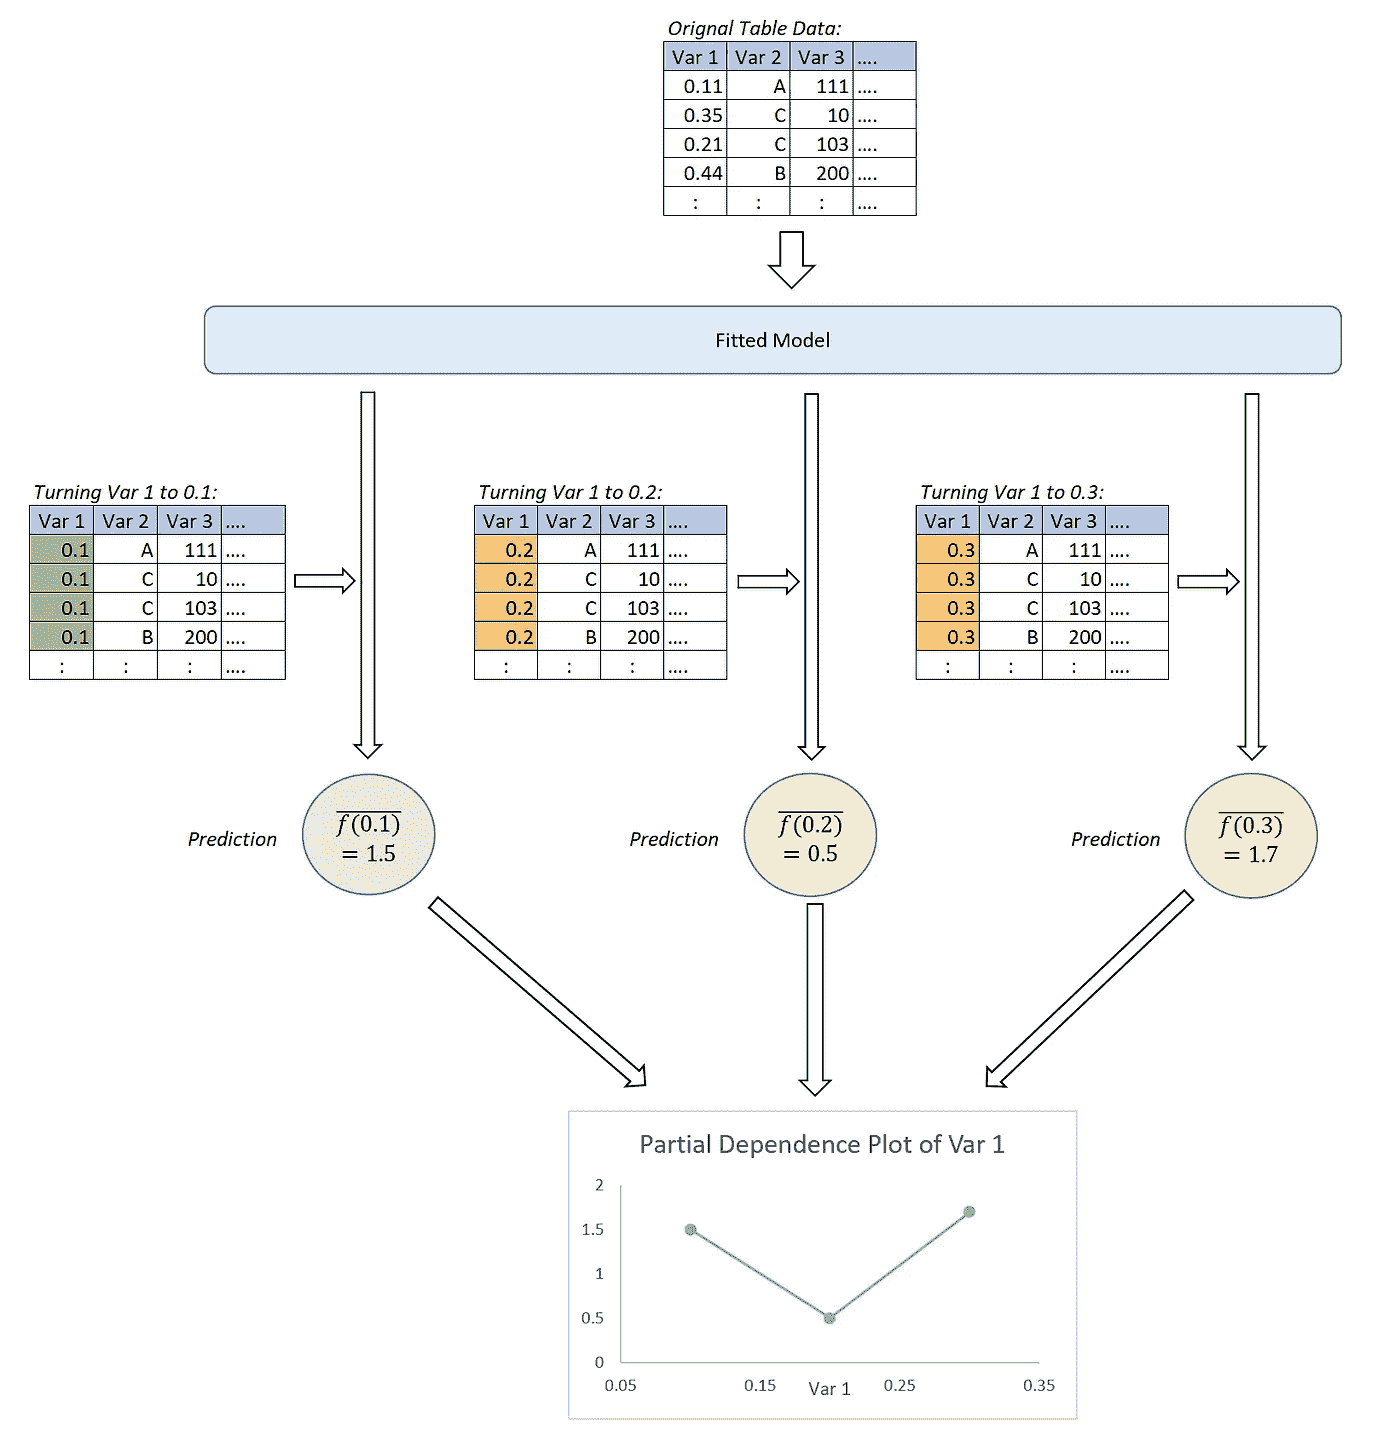 Orignal Table Data:
Var 1 Var 2 Var 3 ....
0.11 A 111 ....
0.35 C 10 ....
0.21 C 103 ....
0.44 B 200 ....
: : : ....
Fitted Model
Turning Var 1 to 0.1:
Var 1 Var 2 Var 3 ....
0.1 A 111 ....
0.1 C 10 ....
0.1 C 103 ....
0.1 B 200 ....
: : : ....
Turning Var 1 to 0.2:
Var 1 Var 2 Var 3 ....
0.2 A 111 ....
0.2 C 10 ....
0.2 C 103 ....
0.2 B 200 ....
: : : ....
Turning Var 1 to 0.3:
Var 1 Var 2 Var 3 ....
0.3 A 111 ....
0.3 C 10 ....
0.3 C 103 ....
0.3 B 200 ....
: : : ....
Prediction
f(0.1)
= 1.5
Prediction
f(0.2)
= 0.5
Prediction
f(0.3)
= 1.7
Partial Dependence Plot of Var 1
2
1.5
1
0.5
0
0.05 0.15 0.25 0.35
Var 1